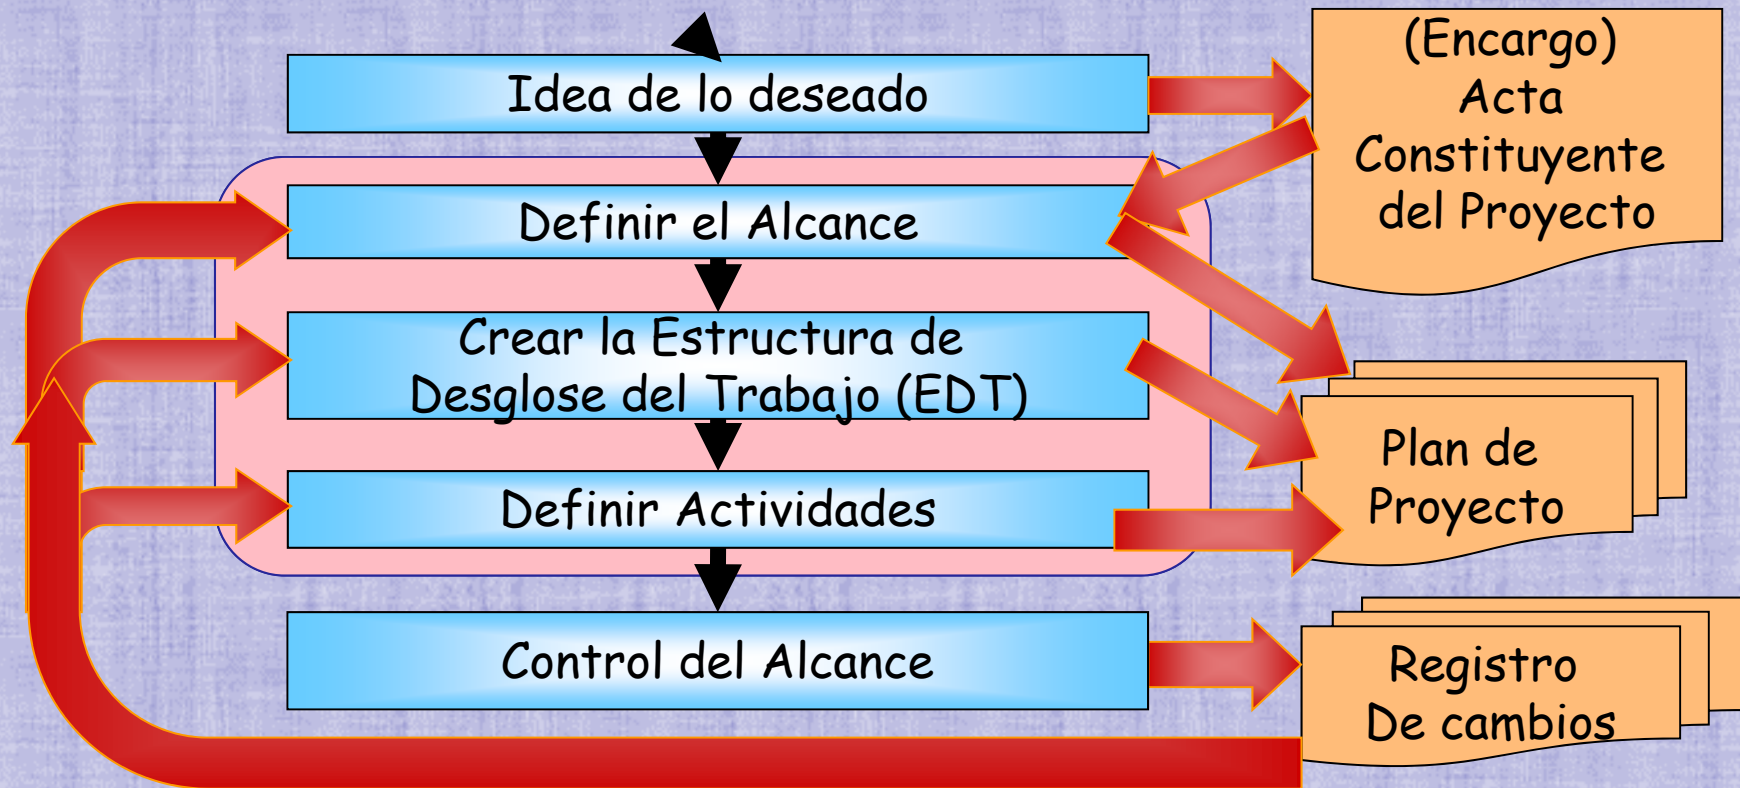 Idea de lo deseado
(Encargo)
Acta
Constituyente
del Proyecto
Definir el Alcance
Crear la Estructura de
Desglose del Trabajo (EDT)
Plan de
Proyecto
Definir Actividades
Control del Alcance
Registro
De cambios